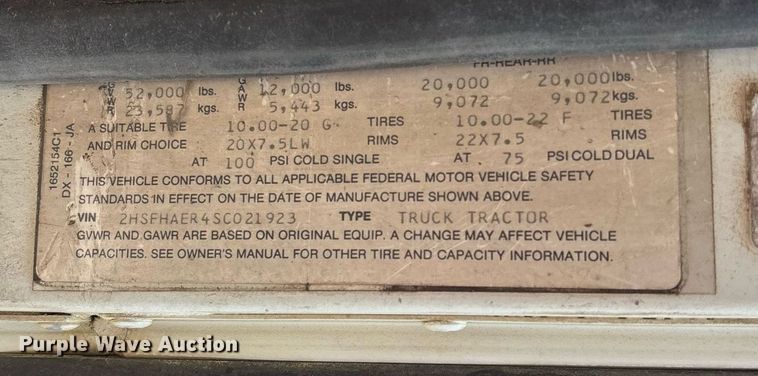 FR-REAR-RR
GVWR 52,000 lbs. GAWR 12,000 lbs. 20,000 20,000 lbs.
23,587 kgs. 5,443 kgs. 9,072 9,072 kgs.
A SUITABLE TIRE 10.00-20 G TIRES 10.00-22 F TIRES
AND RIM CHOICE 20X7.5LW RIMS 22X7.5 RIMS
AT 100 PSI COLD SINGLE AT 75 PSI COLD DUAL
THIS VEHICLE CONFORMS TO ALL APPLICABLE FEDERAL MOTOR VEHICLE SAFETY
STANDARDS IN EFFECT ON THE DATE OF MANUFACTURE SHOWN ABOVE.
VIN 2HSFHAER4SC021923 TYPE TRUCK TRACTOR
GVWR AND GAWR ARE BASED ON ORIGINAL EQUIP. A CHANGE MAY AFFECT VEHICLE
CAPACITIES. SEE OWNER'S MANUAL FOR OTHER TIRE AND CAPACITY INFORMATION.
1652154C1
DX - 166 - JA
Purple Wave Auction